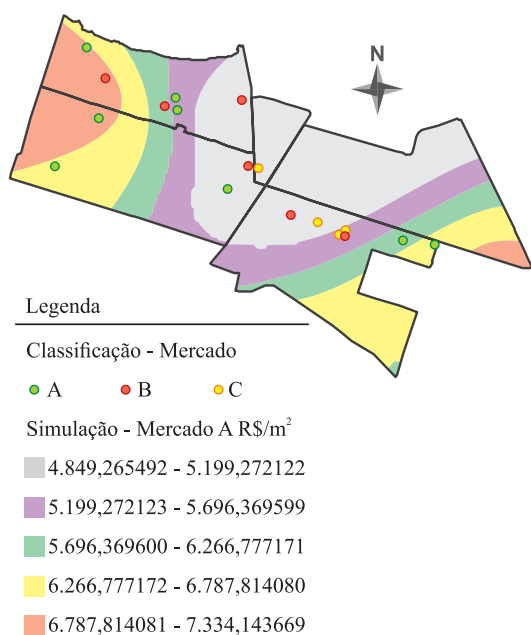 N
Legenda
Classificação - Mercado
A B C
Simulação - Mercado A R$/m²
4.849,265492 - 5.199,272122
5.199,272123 - 5.696,369599
5.696,369600 - 6.266,777171
6.266,777172 - 6.787,814080
6.787,814081 - 7.334,143669